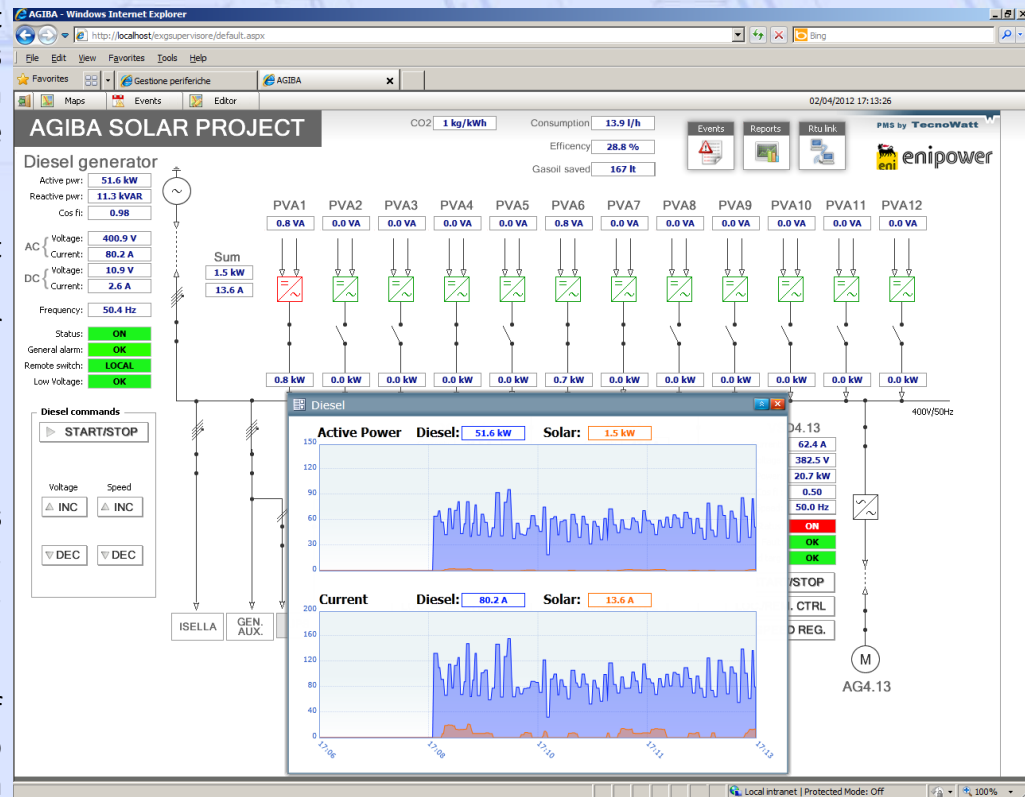 AGIBA - Windows Internet Explorer
http://localhost/exgsupervisore/default.aspx
Bing
File Edit View Favorites Tools Help
Favorites Gestione periferiche AGIBA
Maps Events Editor 02/04/2012 17:13:26
AGIBA SOLAR PROJECT
CO2 1 kg/kWh
Consumption 13.9 l/h
Efficency 28.8 %
Gasoil saved 167 lt
Events Reports Rtu link
PMS by TecnoWatt
eni enipower
Diesel generator
Active pwr: 51.6 kW
Reactive pwr: 11.3 kVAR
Cos fi: 0.98
AC Voltage: 400.9 V
Current: 80.2 A
DC Voltage: 10.9 V
Current: 2.6 A
Frequency: 50.4 Hz
Status: ON
General alarm: OK
Remote switch: LOCAL
Low Voltage: OK
Sum
1.5 kW
13.6 A
PVA1 PVA2 PVA3 PVA4 PVA5 PVA6 PVA7 PVA8 PVA9 PVA10 PVA11 PVA12
0.8 VA 0.0 VA 0.0 VA 0.0 VA 0.0 VA 0.8 VA 0.0 VA 0.0 VA 0.0 VA 0.0 VA 0.0 VA 0.0 VA
0.8 kW 0.0 kW 0.0 kW 0.0 kW 0.0 kW 0.7 kW 0.0 kW 0.0 kW 0.0 kW 0.0 kW 0.0 kW 0.0 kW
400V/50Hz
Diesel commands
START/STOP
Voltage Speed
INC INC
DEC DEC
ISELLA
GEN. AUX.
Diesel
Active Power Diesel: 51.6 kW Solar: 1.5 kW
150
120
90
60
30
0
Current Diesel: 80.2 A Solar: 13.6 A
200
160
120
80
40
0
17:06 17:08 17:10 17:11 17:13
4.13
62.4 A
382.5 V
20.7 kW
0.50
50.0 Hz
ON
OK
OK
/STOP
. CTRL
REG.
M
AG4.13
Local intranet | Protected Mode: Off 100%